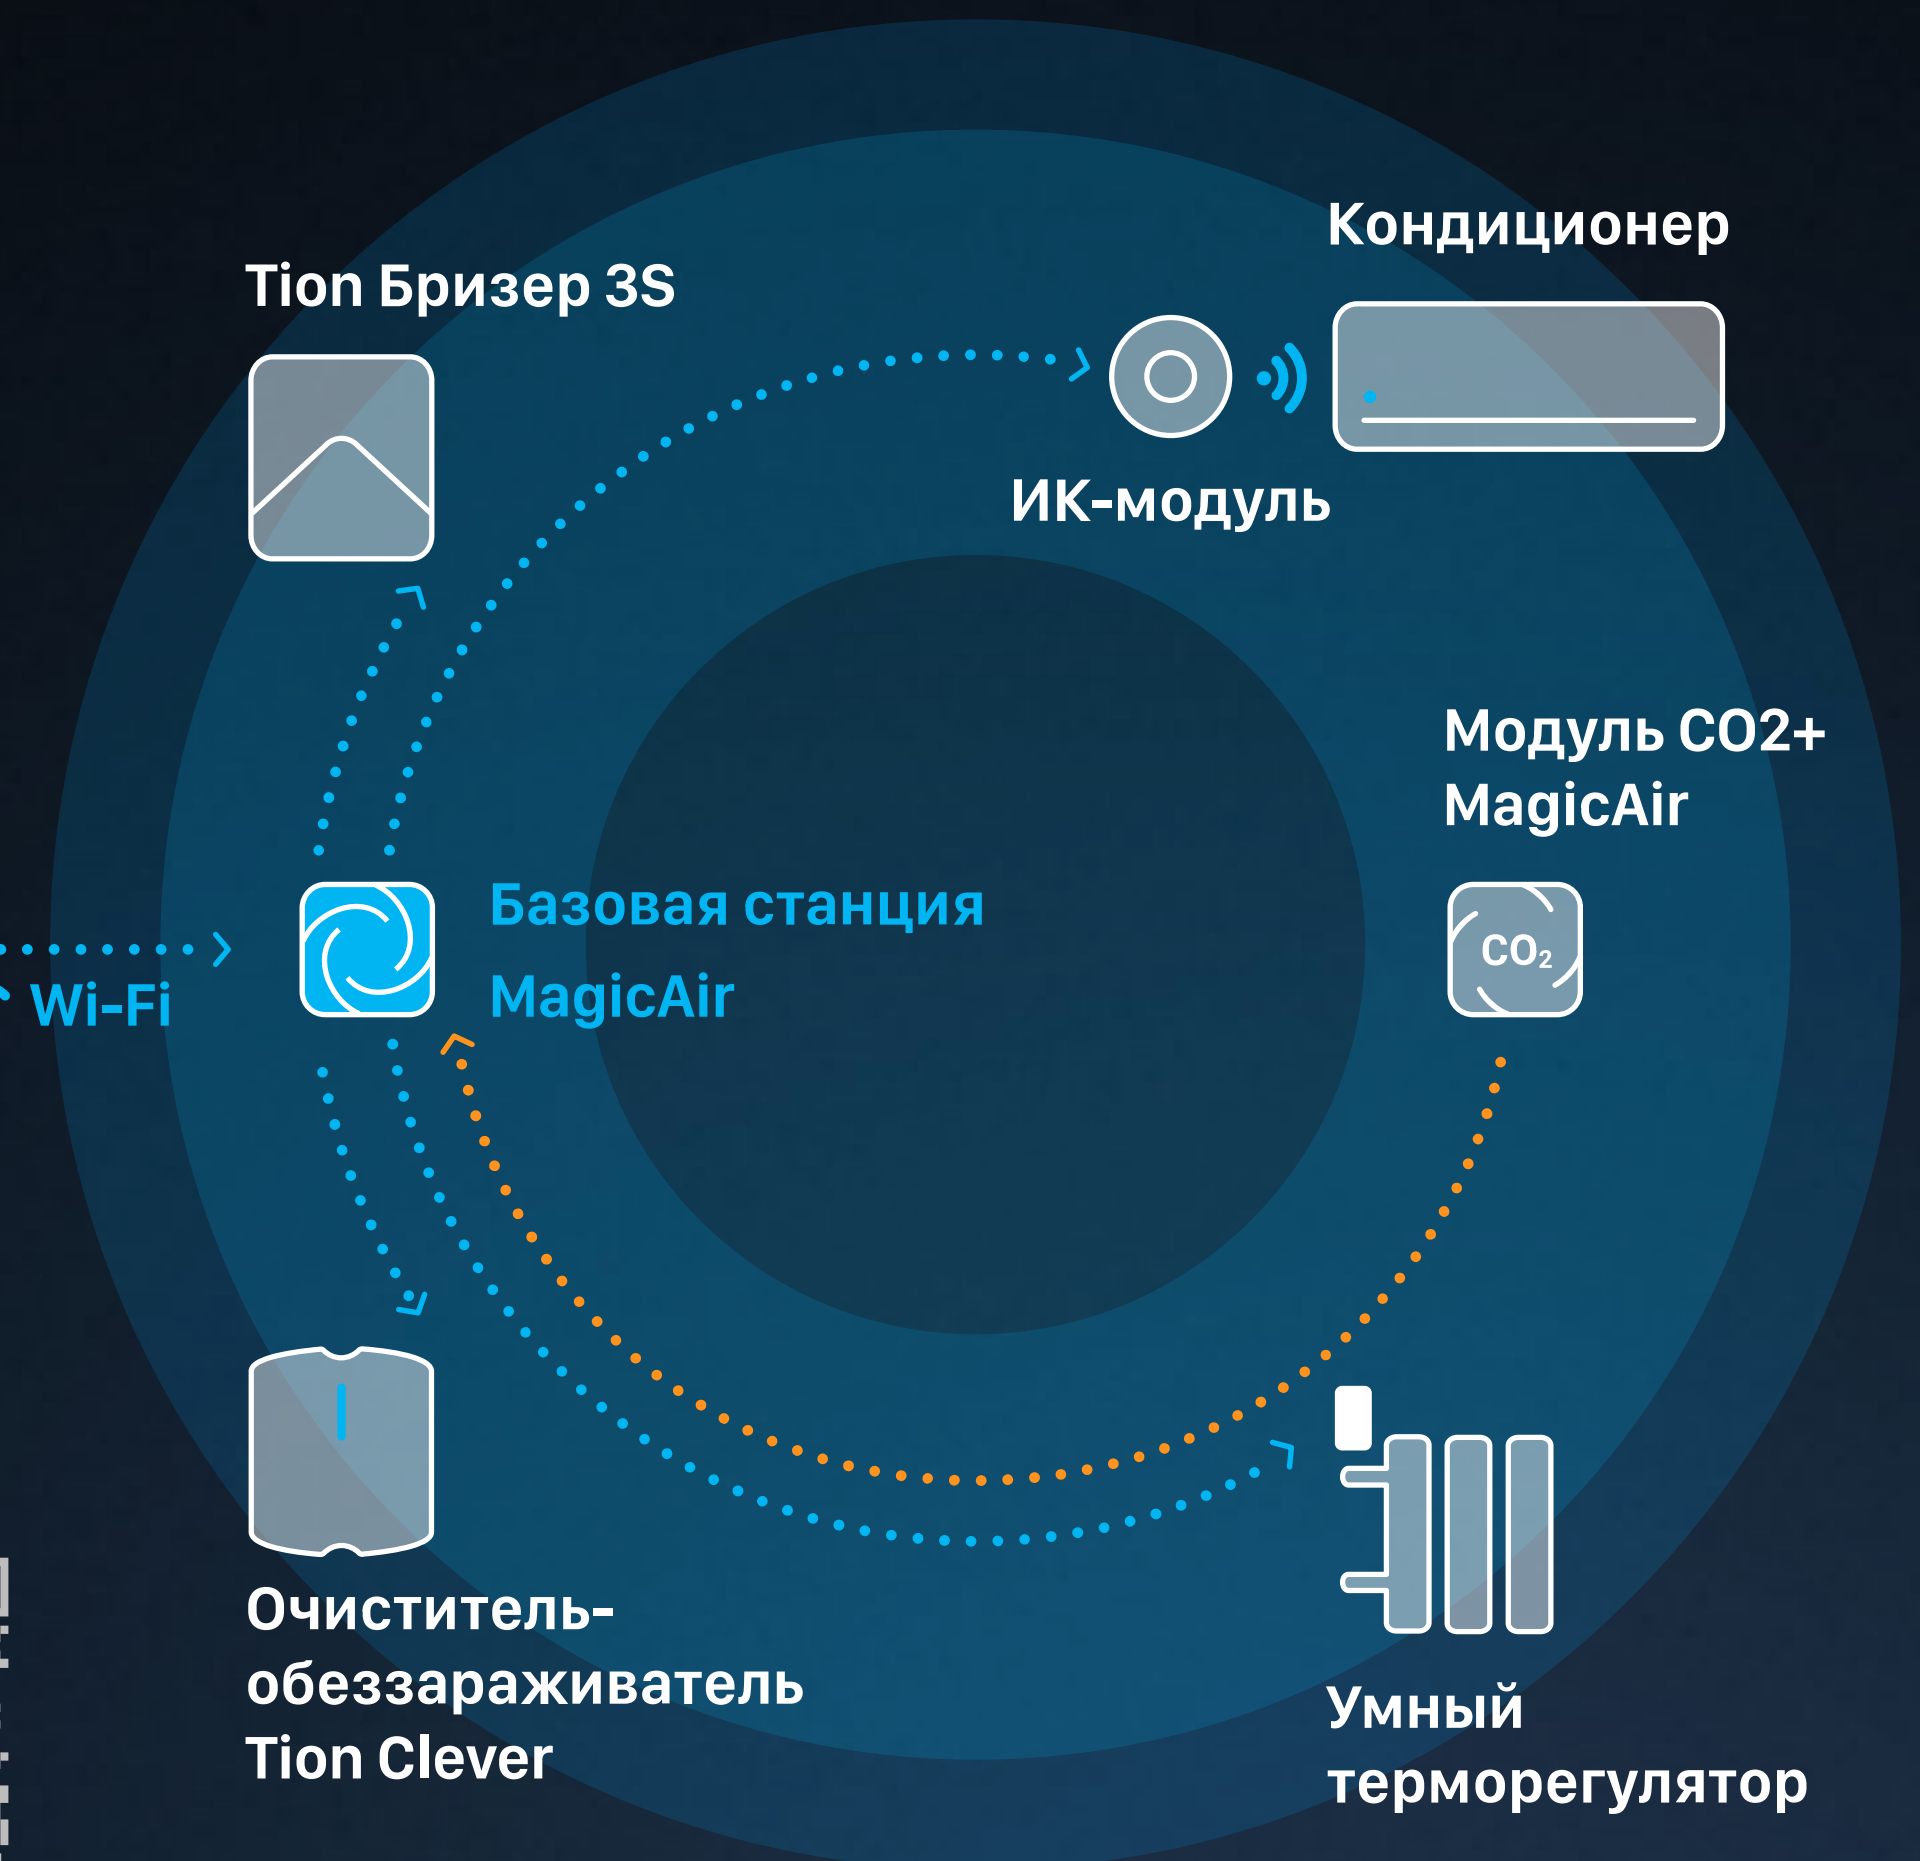 Кондиционер
Tion Бризер 3S
ИК-модуль
Модуль CO2+
MagicAir
Базовая станция
MagicAir
CO₂
Wi-Fi
Очиститель-
обеззараживатель
Tion Clever
Умный
терморегулятор